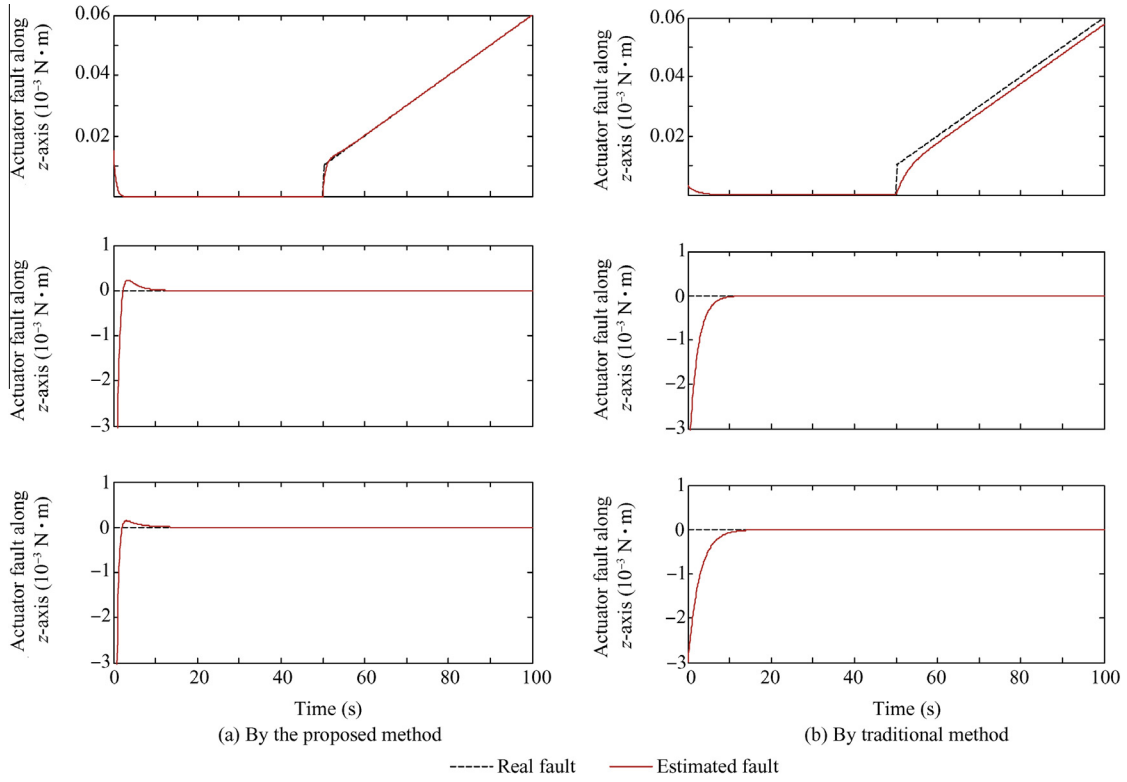 Actuator fault along
z-axis (10⁻³ N·m)
0.06
0.04
0.02
Actuator fault along
z-axis (10⁻³ N·m)
1
0
−1
−2
−3
Actuator fault along
z-axis (10⁻³ N·m)
1
0
−1
−2
−3
0 20 40 60 80 100
Time (s)
(a) By the proposed method
Actuator fault along
z-axis (10⁻³ N·m)
0.06
0.04
0.02
Actuator fault along
z-axis (10⁻³ N·m)
1
0
−1
−2
−3
Actuator fault along
z-axis (10⁻³ N·m)
1
0
−1
−2
−3
0 20 40 60 80 100
Time (s)
(b) By traditional method
Real fault Estimated fault